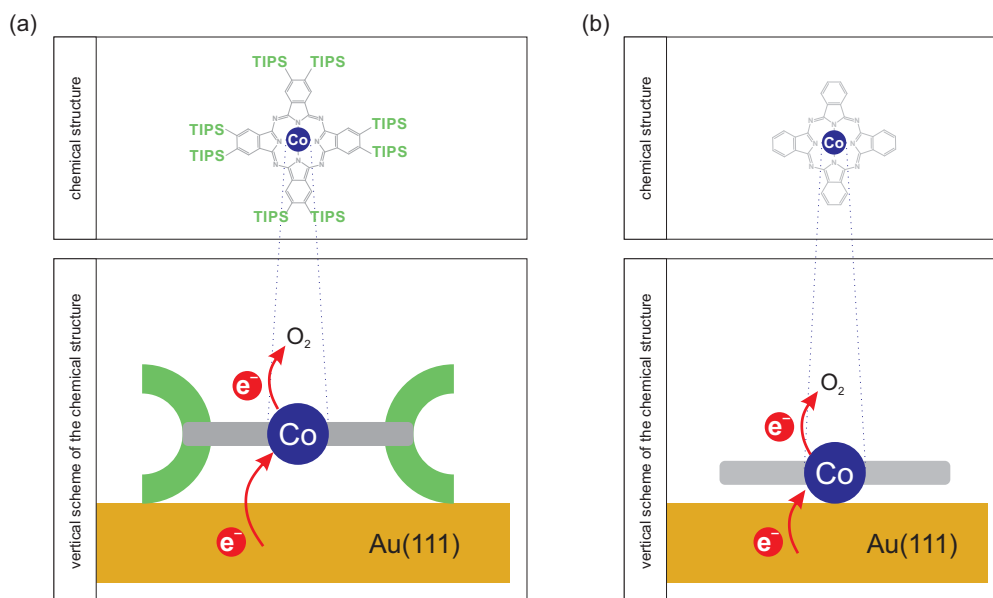 (a)
chemical structure
TIPS TIPS
TIPS TIPS
TIPS TIPS
TIPS TIPS
N N N N N N N N
Co
vertical scheme of the chemical structure
O2
e−
Co
e−
Au(111)
(b)
chemical structure
N N N N N N N N
Co
vertical scheme of the chemical structure
O2
e−
Co
e−
Au(111)